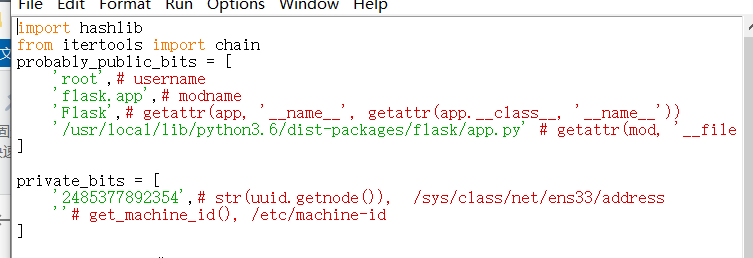 File Edit Format Run Options Window Help
import hashlib
from itertools import chain
probably_public_bits = [
    'root',# username
    'flask.app',# modname
    'Flask',# getattr(app, '__name__', getattr(app.__class__, '__name__'))
    '/usr/local/lib/python3.6/dist-packages/flask/app.py' # getattr(mod, '__file
]

private_bits = [
    '2485377892354',# str(uuid.getnode()),  /sys/class/net/ens33/address
    ''# get_machine_id(), /etc/machine-id
]